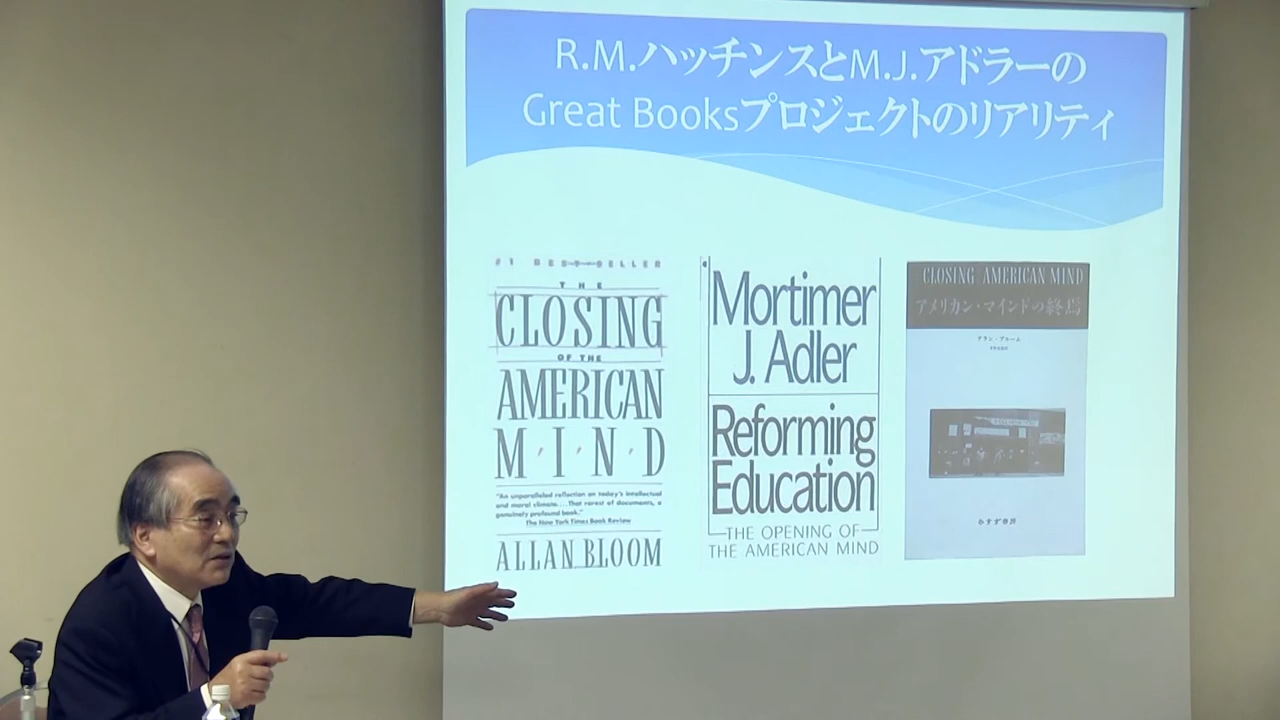 R.M.ハッチンスとM.J.アドラーの
Great Booksプロジェクトのリアリティ
#1 BESTSELLER
THE
CLOSING
OF THE
AMERICAN
M·I·N·D
"An unparalleled reflection on today's intellectual
and moral climate....That rarest of documents, a
genuinely profound book."
The New York Times Book Review
ALLAN BLOOM
Mortimer
J. Adler
Reforming
Education
THE OPENING OF
THE AMERICAN MIND
CLOSING AMERICAN MIND
アメリカン・マインドの終焉
アラン・ブルーム
みすず書房